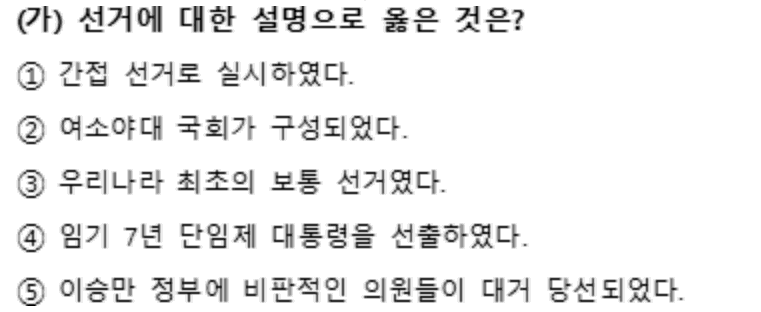 (가) 선거에 대한 설명으로 옳은 것은?
① 간접 선거로 실시하였다.
② 여소야대 국회가 구성되었다.
③ 우리나라 최초의 보통 선거였다.
④ 임기 7년 단임제 대통령을 선출하였다.
⑤ 이승만 정부에 비판적인 의원들이 대거 당선되었다.